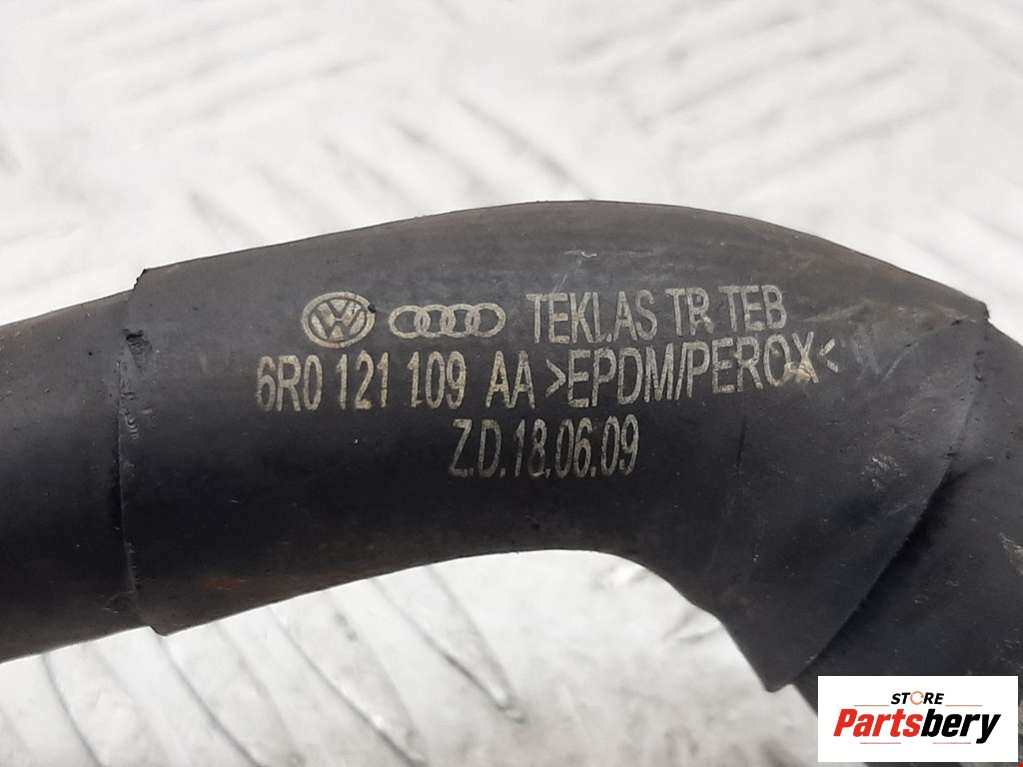 TEKLAS TR TEB
6R0 121 109 AA >EPDM/PEROX<
Z.D.18.06.09
STORE
Partsbery